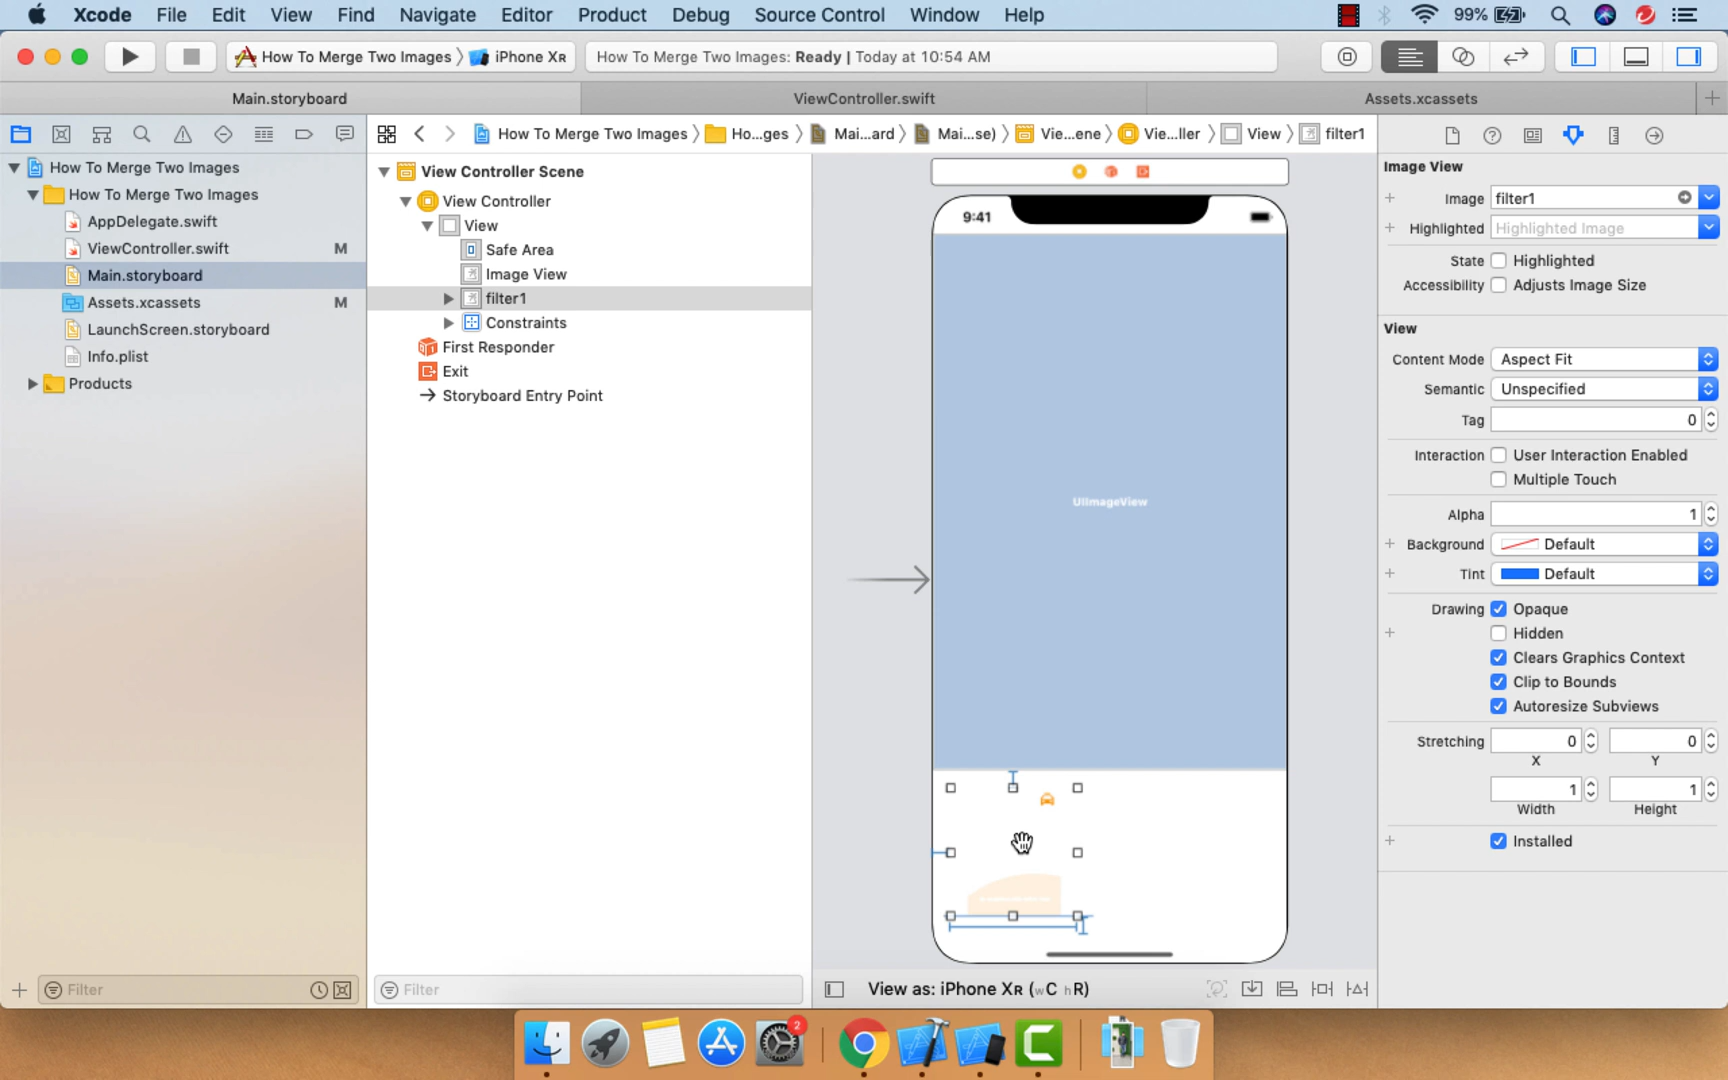 Xcode File Edit View Find Navigate Editor Product Debug Source Control Window Help 99%
How To Merge Two Images iPhone XR How To Merge Two Images: Ready | Today at 10:54 AM
Main.storyboard ViewController.swift Assets.xcassets
How To Merge Two Images Ho...ges Mai...ard Mai...se) Vie...ene Vie...ller View filter1
How To Merge Two Images
How To Merge Two Images
AppDelegate.swift
ViewController.swift M
Main.storyboard
Assets.xcassets M
LaunchScreen.storyboard
Info.plist
Products
Filter
View Controller Scene
View Controller
View
Safe Area
Image View
filter1
Constraints
First Responder
Exit
Storyboard Entry Point
Filter
9:41
UIImageView
View as: iPhone XR (wC hR)
Image View
Image filter1
Highlighted Highlighted Image
State Highlighted
Accessibility Adjusts Image Size
View
Content Mode Aspect Fit
Semantic Unspecified
Tag 0
Interaction User Interaction Enabled
Multiple Touch
Alpha 1
Background Default
Tint Default
Drawing Opaque
Hidden
Clears Graphics Context
Clip to Bounds
Autoresize Subviews
Stretching 0 0
X Y
1 1
Width Height
Installed
2